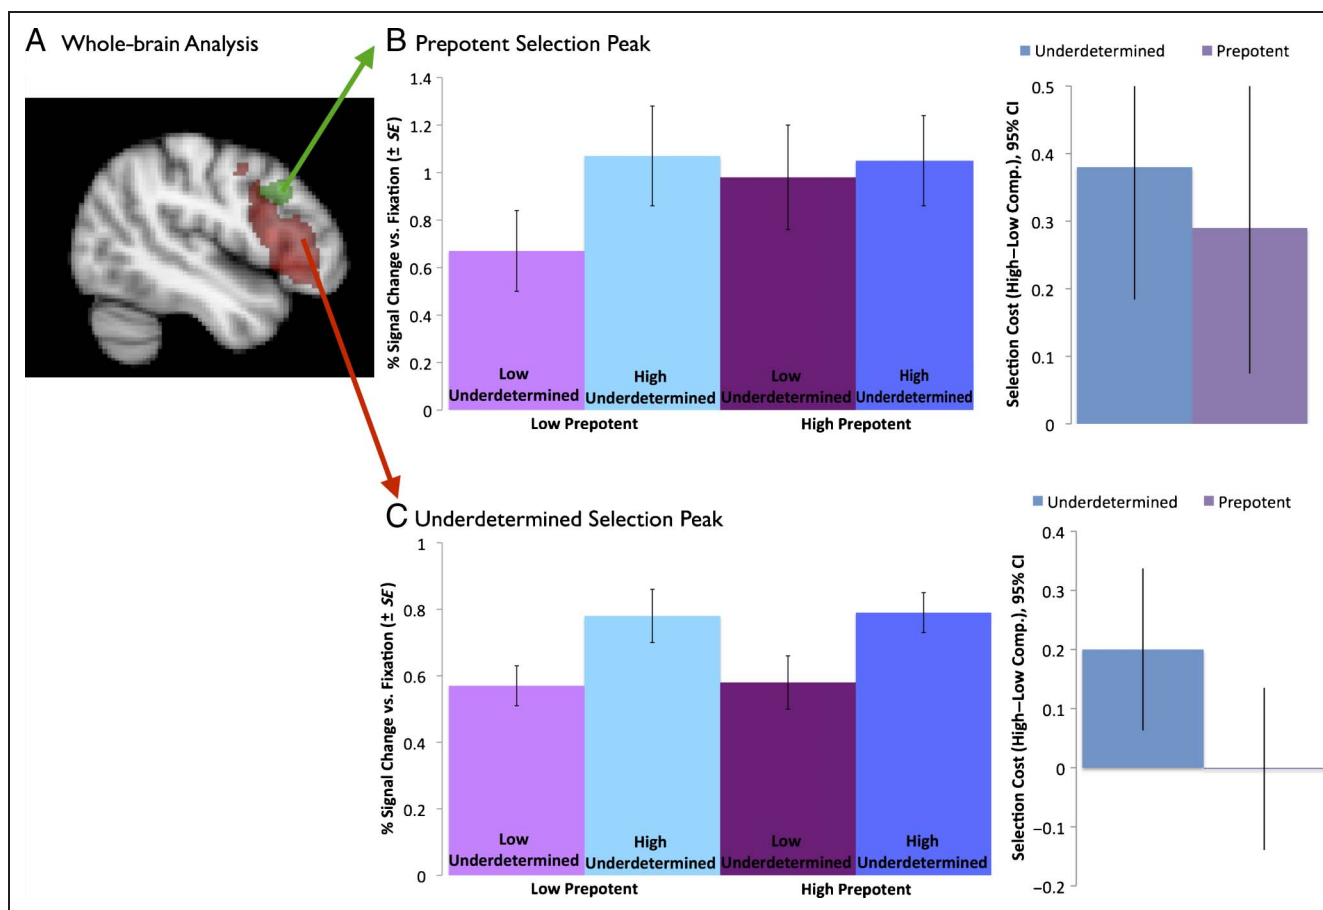 A Whole-brain Analysis
B Prepotent Selection Peak
% Signal Change vs. Fixation (± SE)
1.4
1.2
1
0.8
0.6
0.4
0.2
0
Low
Underdetermined
High
Underdetermined
Low
Underdetermined
High
Underdetermined
Low Prepotent
High Prepotent
Underdetermined
Prepotent
Selection Cost (High–Low Comp.), 95% CI
0.5
0.4
0.3
0.2
0.1
0
C Underdetermined Selection Peak
% Signal Change vs. Fixation (± SE)
1
0.8
0.6
0.4
0.2
0
Low
Underdetermined
High
Underdetermined
Low
Underdetermined
High
Underdetermined
Low Prepotent
High Prepotent
Underdetermined
Prepotent
Selection Cost (High–Low Comp.), 95% CI
0.4
0.3
0.2
0.1
0
−0.1
−0.2